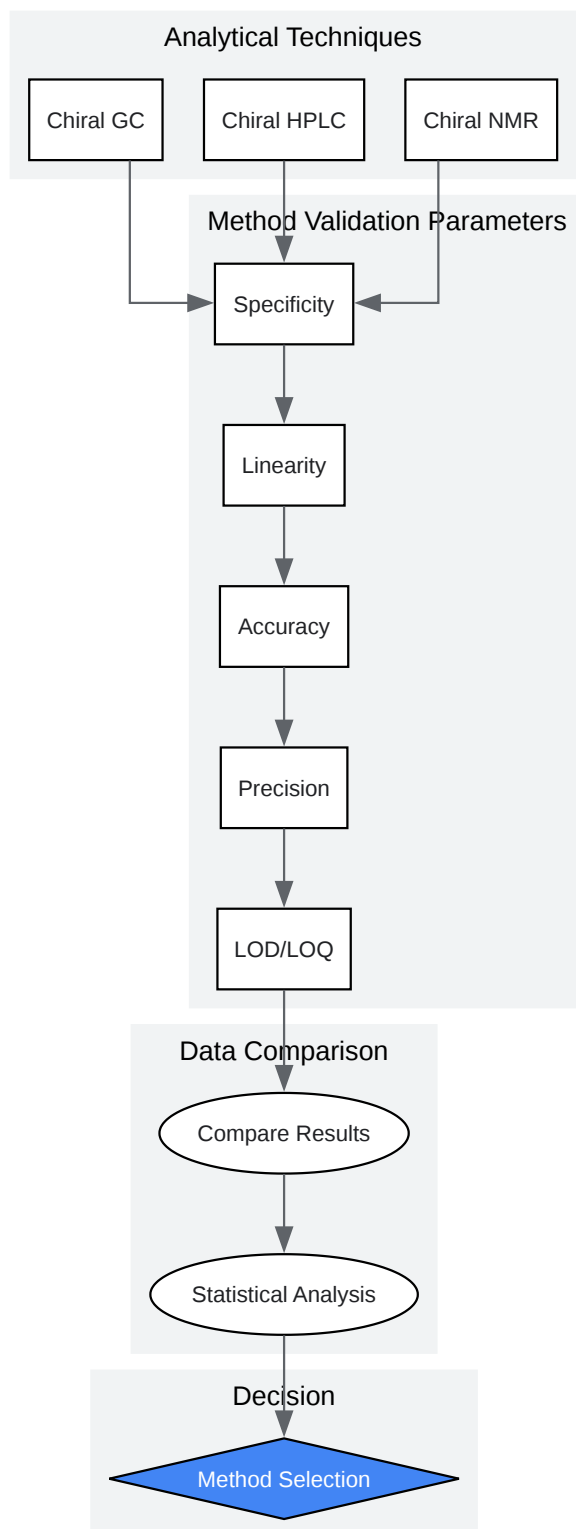 Analytical Techniques
Chiral GC
Chiral HPLC
Chiral NMR
Method Validation Parameters
Specificity
Linearity
Accuracy
Precision
LOD/LOQ
Data Comparison
Compare Results
Statistical Analysis
Decision
Method Selection